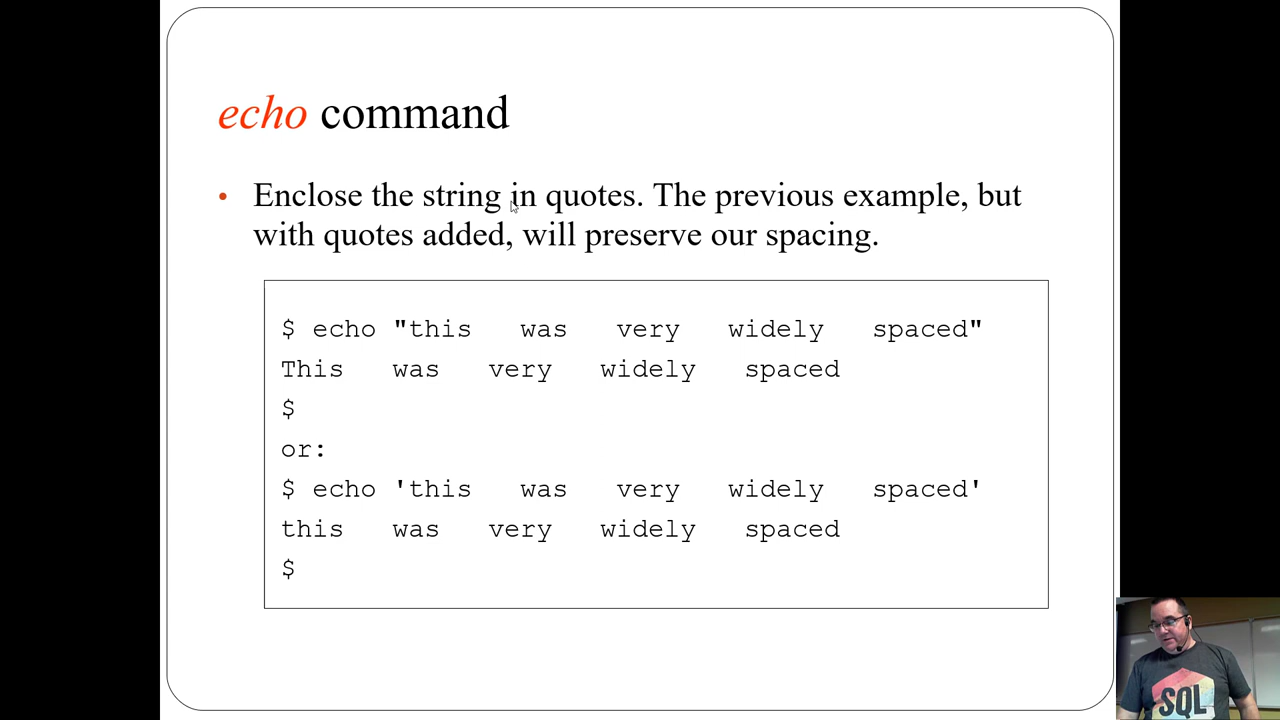 echo command
• Enclose the string in quotes. The previous example, but
with quotes added, will preserve our spacing.
$ echo "this   was   very   widely   spaced"
This   was   very   widely   spaced
$
or:
$ echo 'this   was   very   widely   spaced'
this   was   very   widely   spaced
$
SQL